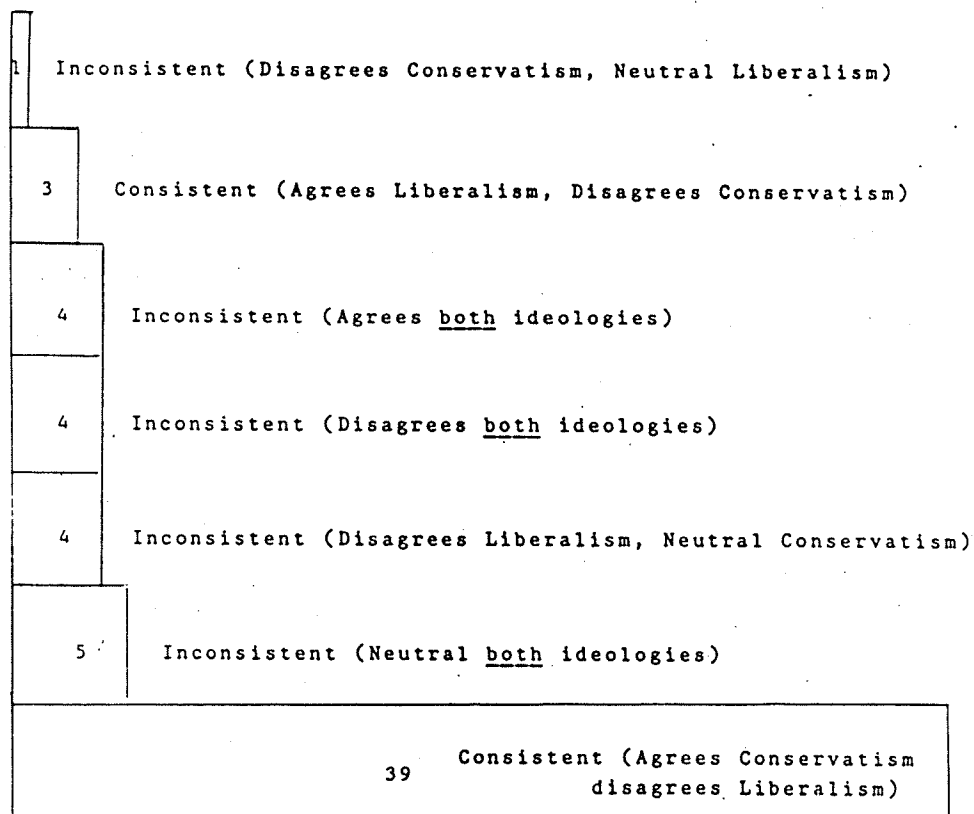 1 Inconsistent (Disagrees Conservatism, Neutral Liberalism)
3 Consistent (Agrees Liberalism, Disagrees Conservatism)
4 Inconsistent (Agrees both ideologies)
4 Inconsistent (Disagrees both ideologies)
4 Inconsistent (Disagrees Liberalism, Neutral Conservatism)
5 Inconsistent (Neutral both ideologies)
39 Consistent (Agrees Conservatism
disagrees Liberalism)